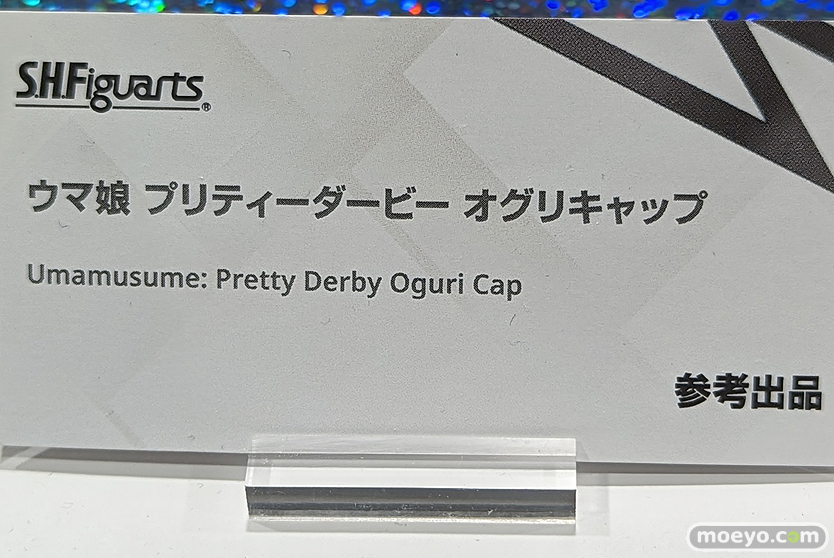 S.H.Figuarts®
ウマ娘 プリティーダービー オグリキャップ
Umamusume: Pretty Derby Oguri Cap
参考出品
moeyo.com